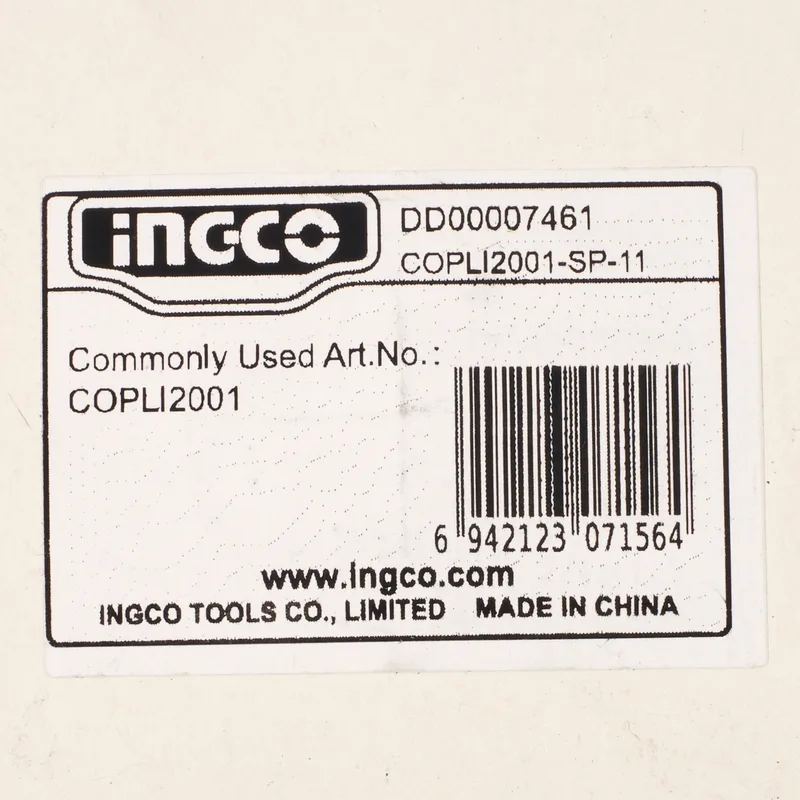 INGCO
DD00007461
COPLI2001-SP-11
Commonly Used Art.No.:
COPLI2001
6 942123 071564
www.Ingco.com
INGCO TOOLS CO., LIMITED MADE IN CHINA